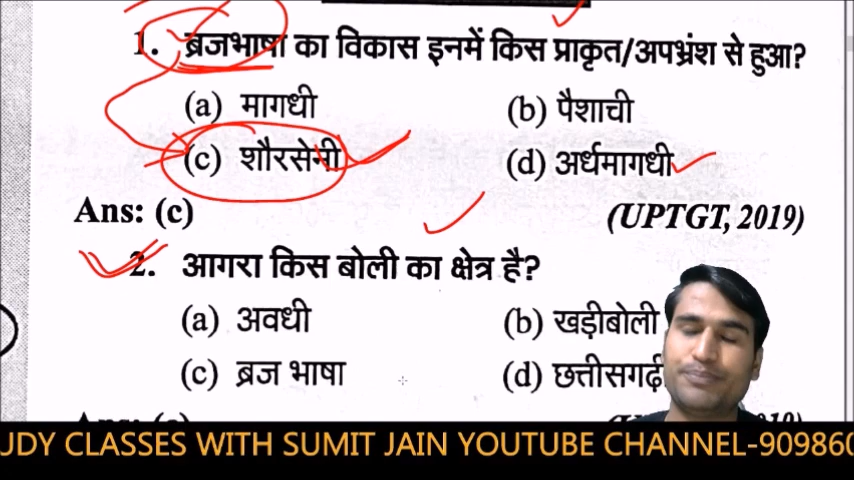 1. ब्रजभाषा का विकास इनमें किस प्राकृत/अपभ्रंश से हुआ?
(a) मागधी (b) पैशाची
(c) शौरसेनी (d) अर्धमागधी
Ans: (c) (UPTGT, 2019)
2. आगरा किस बोली का क्षेत्र है?
(a) अवधी (b) खड़ीबोली
(c) ब्रज भाषा (d) छत्तीसगढ़
UDY CLASSES WITH SUMIT JAIN YOUTUBE CHANNEL-909860